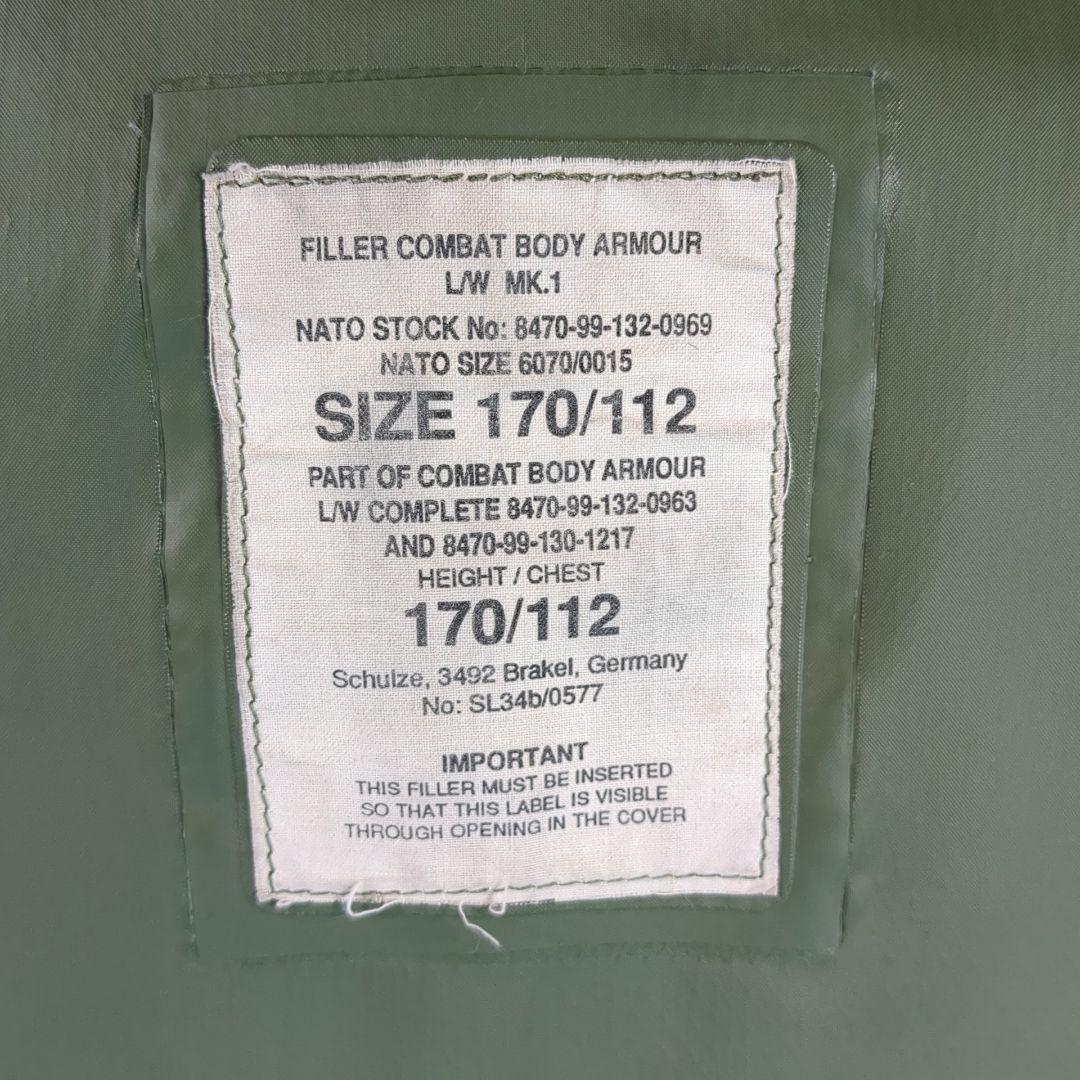 FILLER COMBAT BODY ARMOUR
L/W MK.1
NATO STOCK No: 8470-99-132-0969
NATO SIZE 6070/0015
SIZE 170/112
PART OF COMBAT BODY ARMOUR
L/W COMPLETE 8470-99-132-0963
AND 8470-99-130-1217
HEIGHT / CHEST
170/112
Schulze, 3492 Brakel, Germany
No: SL34b/0577
IMPORTANT
THIS FILLER MUST BE INSERTED
SO THAT THIS LABEL IS VISIBLE
THROUGH OPENING IN THE COVER